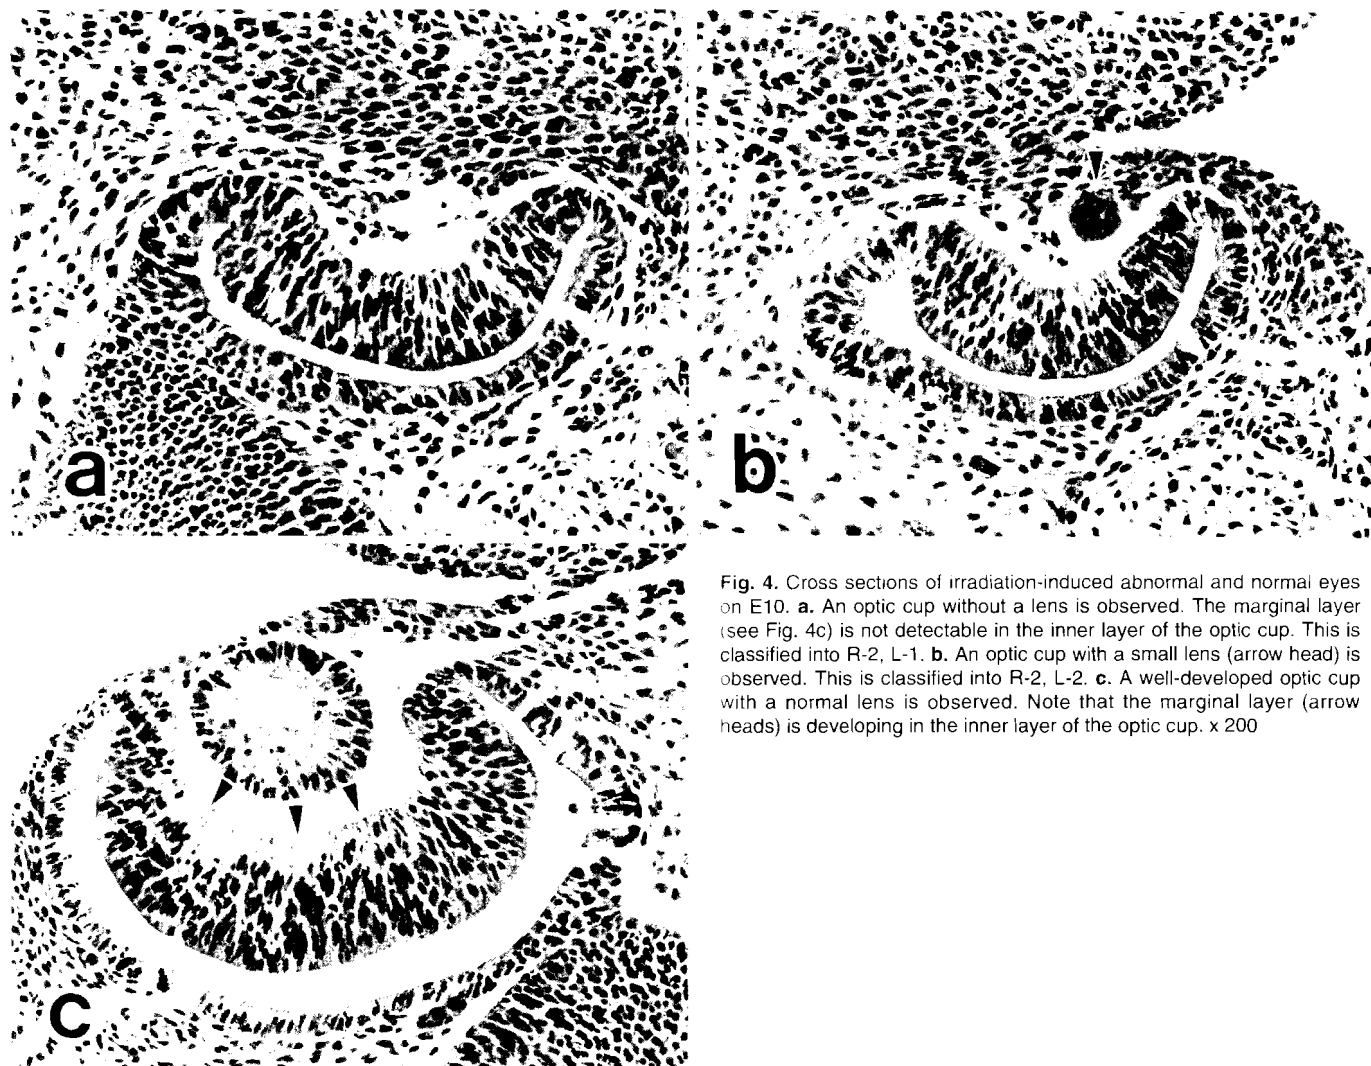 a
b
c
Fig. 4. Cross sections of irradiation-induced abnormal and normal eyes
on E10. a. An optic cup without a lens is observed. The marginal layer
(see Fig. 4c) is not detectable in the inner layer of the optic cup. This is
classified into R-2, L-1. b. An optic cup with a small lens (arrow head) is
observed. This is classified into R-2, L-2. c. A well-developed optic cup
with a normal lens is observed. Note that the marginal layer (arrow
heads) is developing in the inner layer of the optic cup. x 200